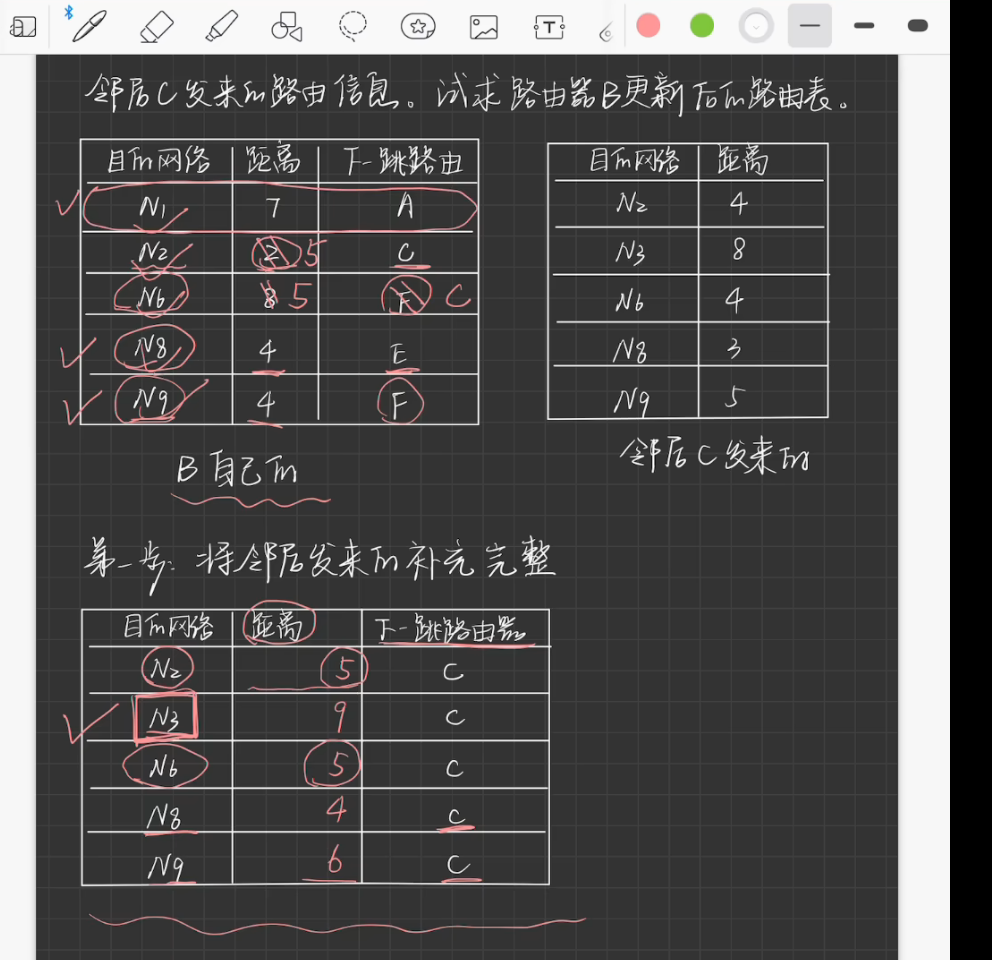 邻居C发来的路由信息。试求路由器B更新后的路由表。
目的网络 距离 下一跳路由
N1 7 A
N2 2 5 C
N6 8 5 F C
N8 4 E
N9 4 F
B自己的
目的网络 距离
N2 4
N3 8
N6 4
N8 3
N9 5
邻居C发来的
第一步:将邻居发来的补充完整
目的网络 距离 下一跳路由器
N2 5 C
N3 9 C
N6 5 C
N8 4 C
N9 6 C